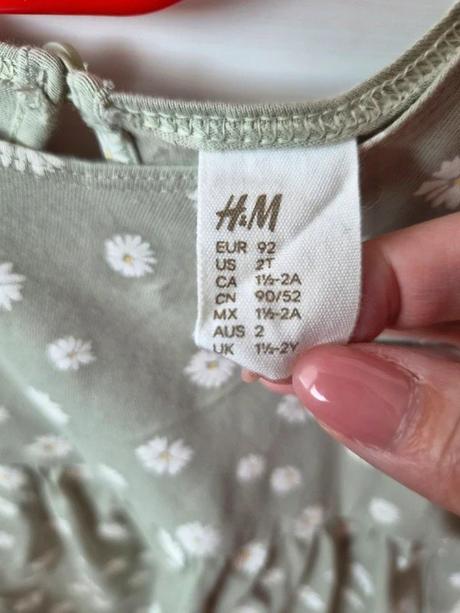 H&M
EUR 92
US 2T
CA 1½-2A
CN 90/52
MX 1½-2A
AUS 2
UK 1½-2Y